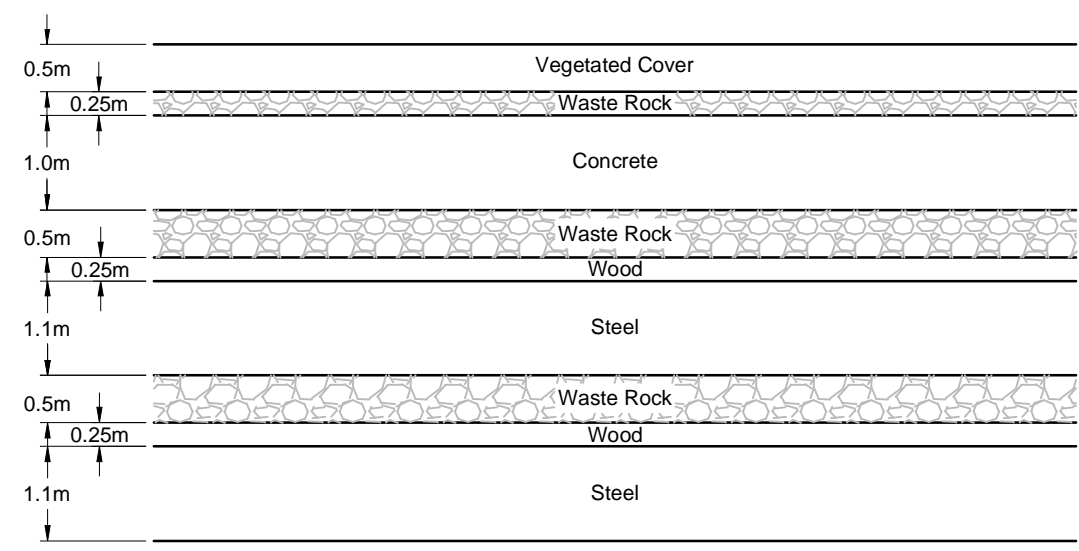 0.5m
Vegetated Cover
0.25m
Waste Rock
1.0m
Concrete
0.5m
Waste Rock
0.25m
Wood
1.1m
Steel
0.5m
Waste Rock
0.25m
Wood
1.1m
Steel